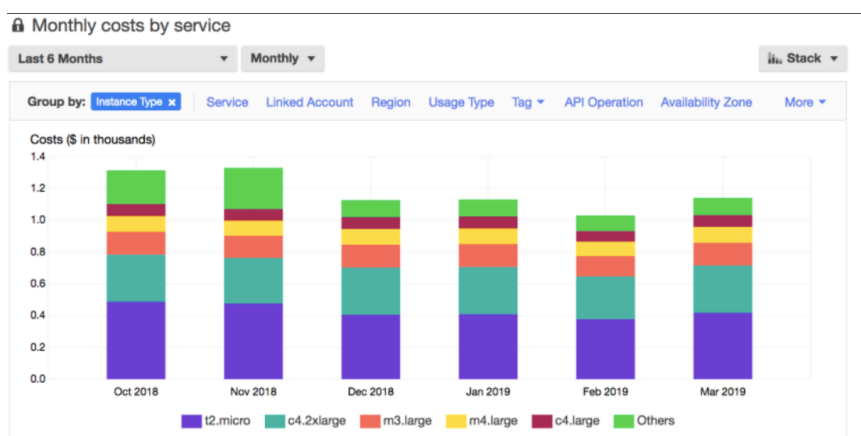 Monthly costs by service
Last 6 Months Monthly Stack
Group by: Instance Type x Service Linked Account Region Usage Type Tag API Operation Availability Zone More
Costs ($ in thousands)
1.4
1.2
1.0
0.8
0.6
0.4
0.2
0.0
Oct 2018 Nov 2018 Dec 2018 Jan 2019 Feb 2019 Mar 2019
t2.micro c4.2xlarge m3.large m4.large c4.large Others